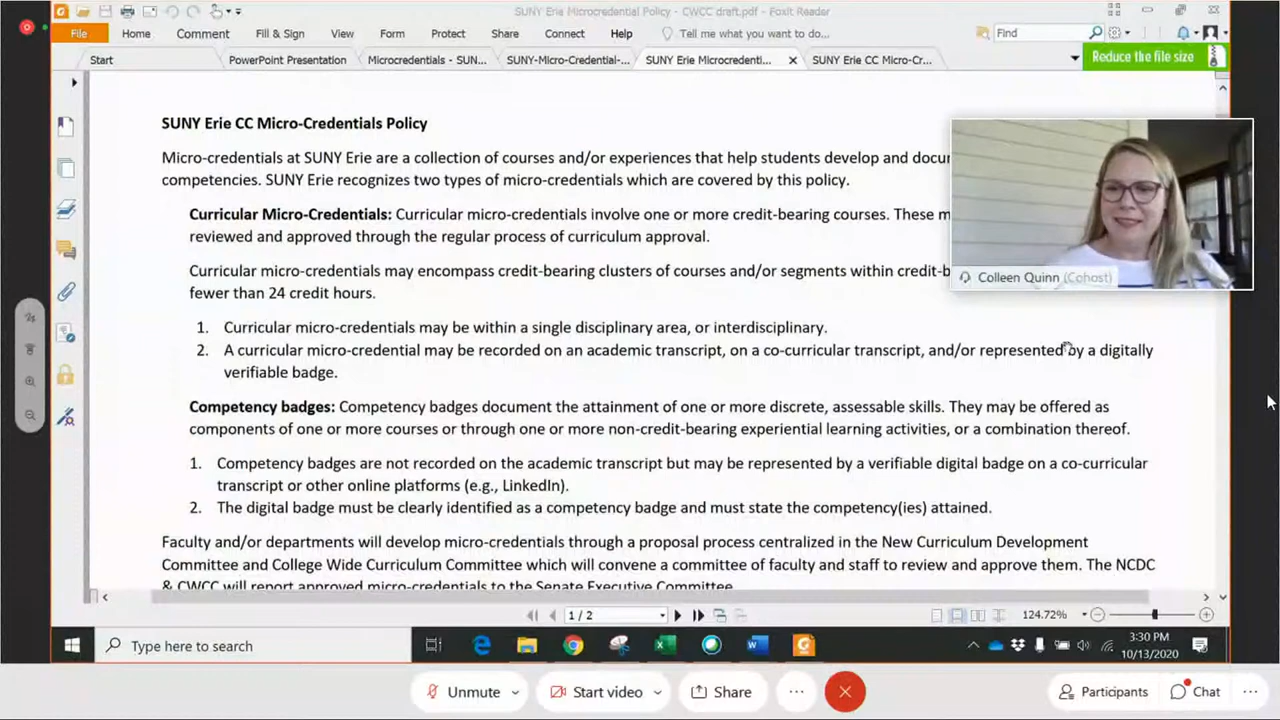 SUNY Erie Microcredential Policy - CWCC draft.pdf - Foxit Reader
File Home Comment Fill & Sign View Form Protect Share Connect Help Tell me what you want to do... Find
Start PowerPoint Presentation Microcredentials - SUN... SUNY-Micro-Credential-... SUNY Erie Microcredenti... SUNY Erie CC Micro-Cr... Reduce the file size
SUNY Erie CC Micro-Credentials Policy
Micro-credentials at SUNY Erie are a collection of courses and/or experiences that help students develop and docu
competencies. SUNY Erie recognizes two types of micro-credentials which are covered by this policy.
Curricular Micro-Credentials: Curricular micro-credentials involve one or more credit-bearing courses. These m
reviewed and approved through the regular process of curriculum approval.
Curricular micro-credentials may encompass credit-bearing clusters of courses and/or segments within credit-b
fewer than 24 credit hours.
Colleen Quinn (Cohost)
1. Curricular micro-credentials may be within a single disciplinary area, or interdisciplinary.
2. A curricular micro-credential may be recorded on an academic transcript, on a co-curricular transcript, and/or represented by a digitally
verifiable badge.
Competency badges: Competency badges document the attainment of one or more discrete, assessable skills. They may be offered as
components of one or more courses or through one or more non-credit-bearing experiential learning activities, or a combination thereof.
1. Competency badges are not recorded on the academic transcript but may be represented by a verifiable digital badge on a co-curricular
transcript or other online platforms (e.g., LinkedIn).
2. The digital badge must be clearly identified as a competency badge and must state the competency(ies) attained.
Faculty and/or departments will develop micro-credentials through a proposal process centralized in the New Curriculum Development
Committee and College Wide Curriculum Committee which will convene a committee of faculty and staff to review and approve them. The NCDC
& CWCC will report approved micro-credentials to the Senate Executive Committee.
1 / 2 124.72%
Type here to search 3:30 PM
10/13/2020
Unmute Start video Share Participants Chat